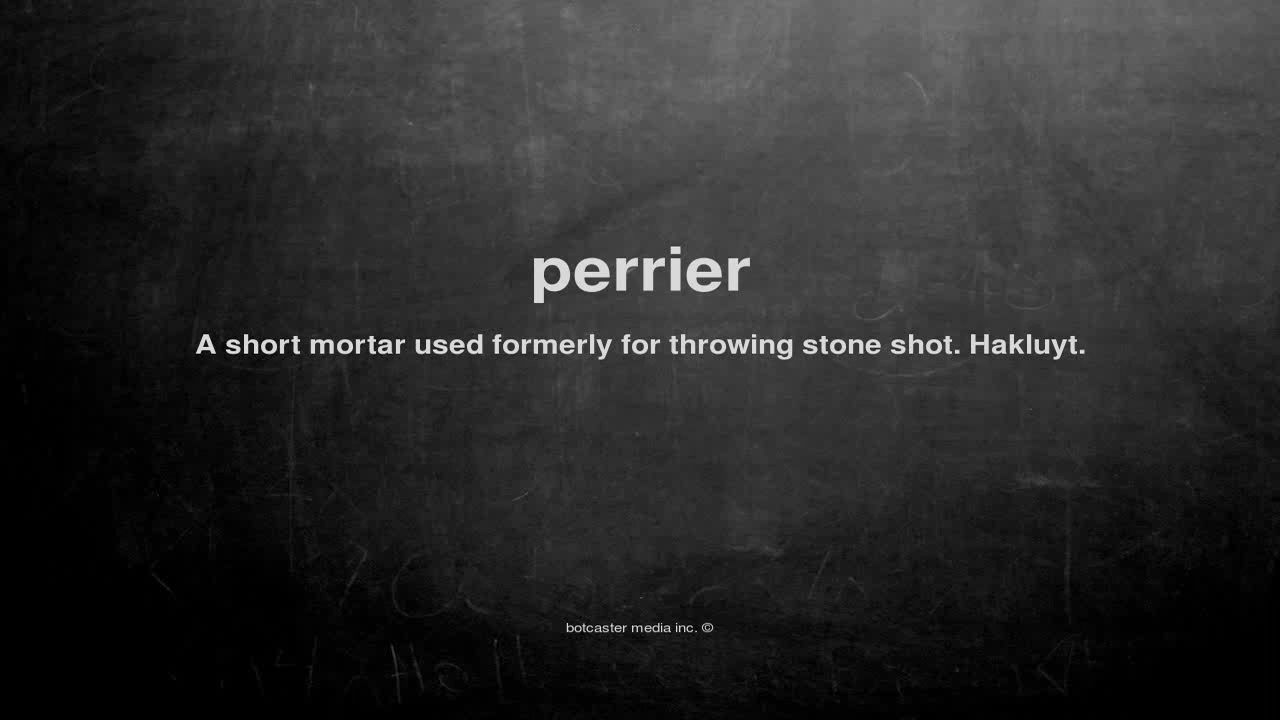 perrier
A short mortar used formerly for throwing stone shot. Hakluyt.
botcaster media inc. ©